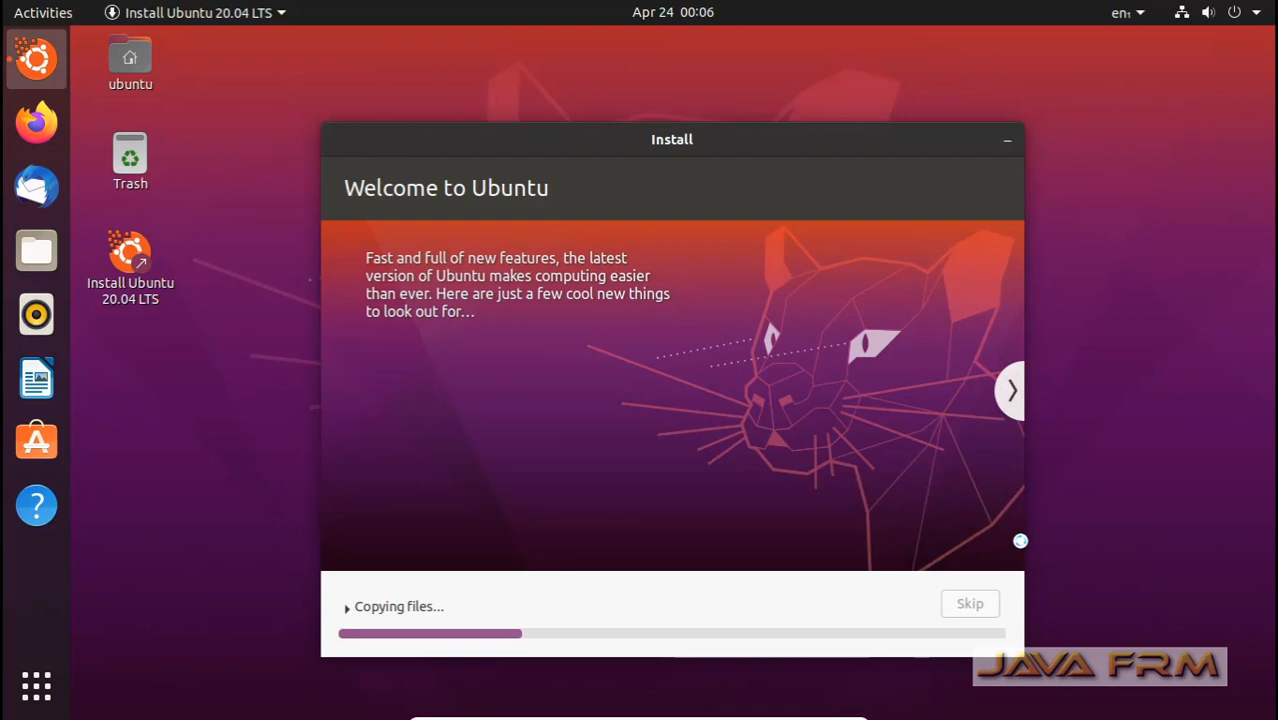 Activities
Install Ubuntu 20.04 LTS
Apr 24 00:06
en₁
ubuntu
Trash
Install Ubuntu
20.04 LTS
Install
Welcome to Ubuntu
Fast and full of new features, the latest
version of Ubuntu makes computing easier
than ever. Here are just a few cool new things
to look out for…
Copying files...
Skip
JAVA FRM